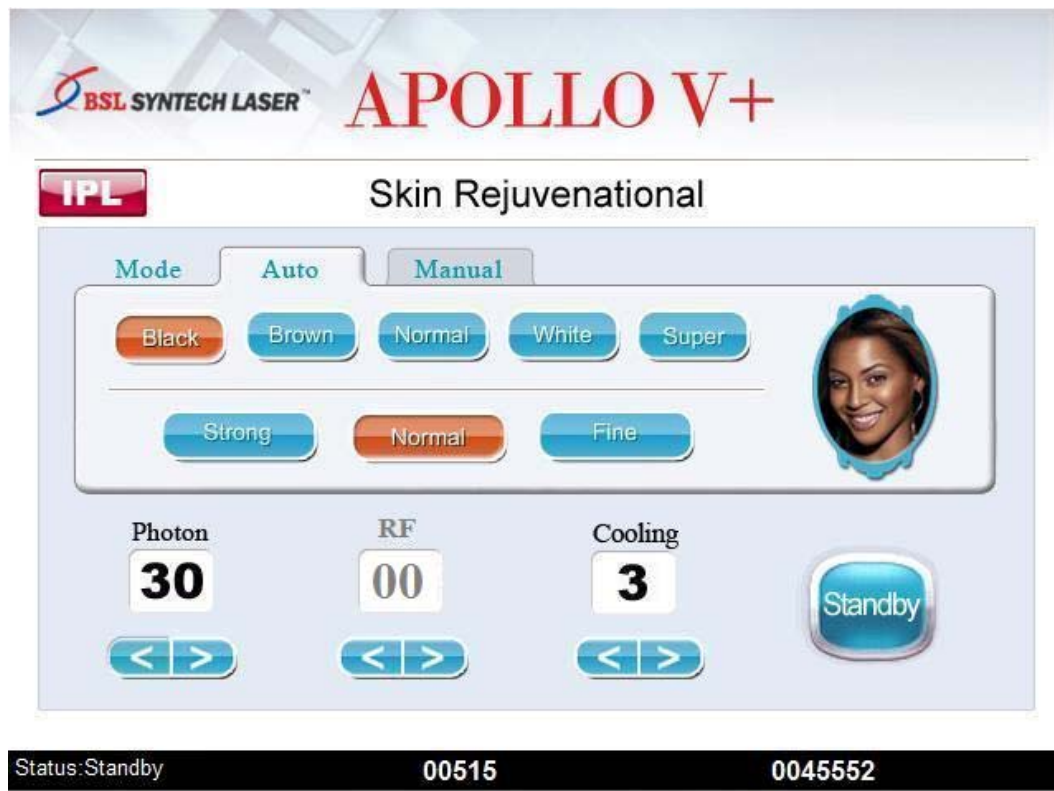 BSL SYNTECH LASER™ APOLLO V+
IPL Skin Rejuvenational
Mode Auto Manual
Black Brown Normal White Super
Strong Normal Fine
Photon RF Cooling
30 00 3
Standby
< > < > < >
Status:Standby 00515 0045552